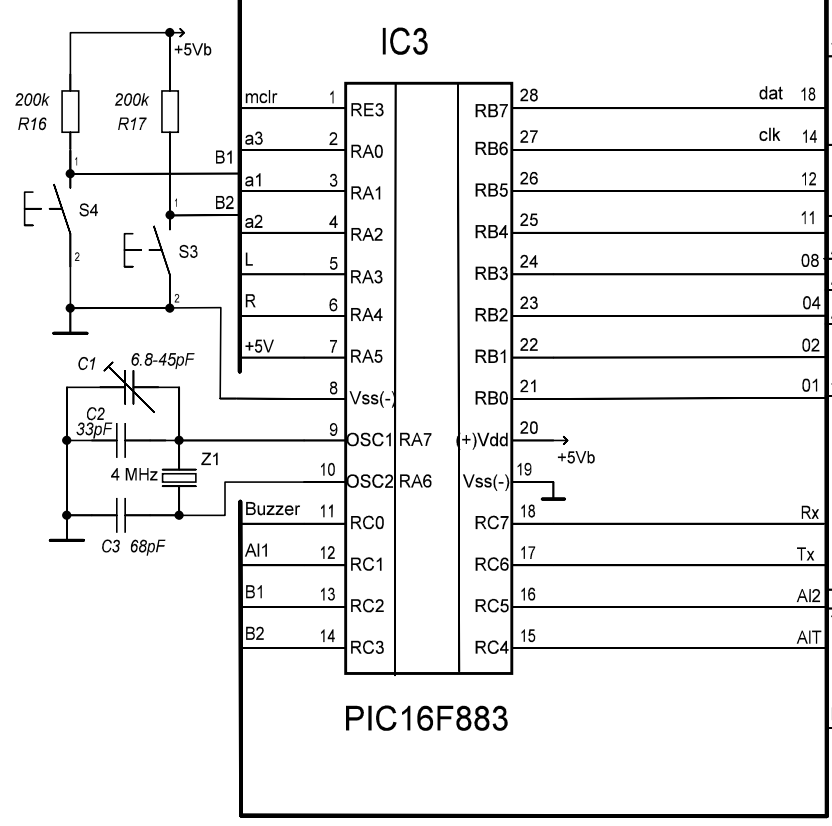 IC3
+5Vb
200k
R16
200k
R17
1
B1
S4
2
1
B2
S3
2
mclr 1 RE3
a3 2 RA0
a1 3 RA1
a2 4 RA2
L 5 RA3
R 6 RA4
+5V 7 RA5
8 Vss(-)
9 OSC1 RA7
10 OSC2 RA6
Buzzer 11 RC0
AI1 12 RC1
B1 13 RC2
B2 14 RC3
C1 6.8-45pF
C2
33pF
Z1
4 MHz
C3 68pF
RB7 28 dat 18
RB6 27 clk 14
RB5 26 12
RB4 25 11
RB3 24 08
RB2 23 04
RB1 22 02
RB0 21 01
(+)Vdd 20
+5Vb
Vss(-) 19
RC7 18 Rx
RC6 17 Tx
RC5 16 AI2
RC4 15 AIT
PIC16F883